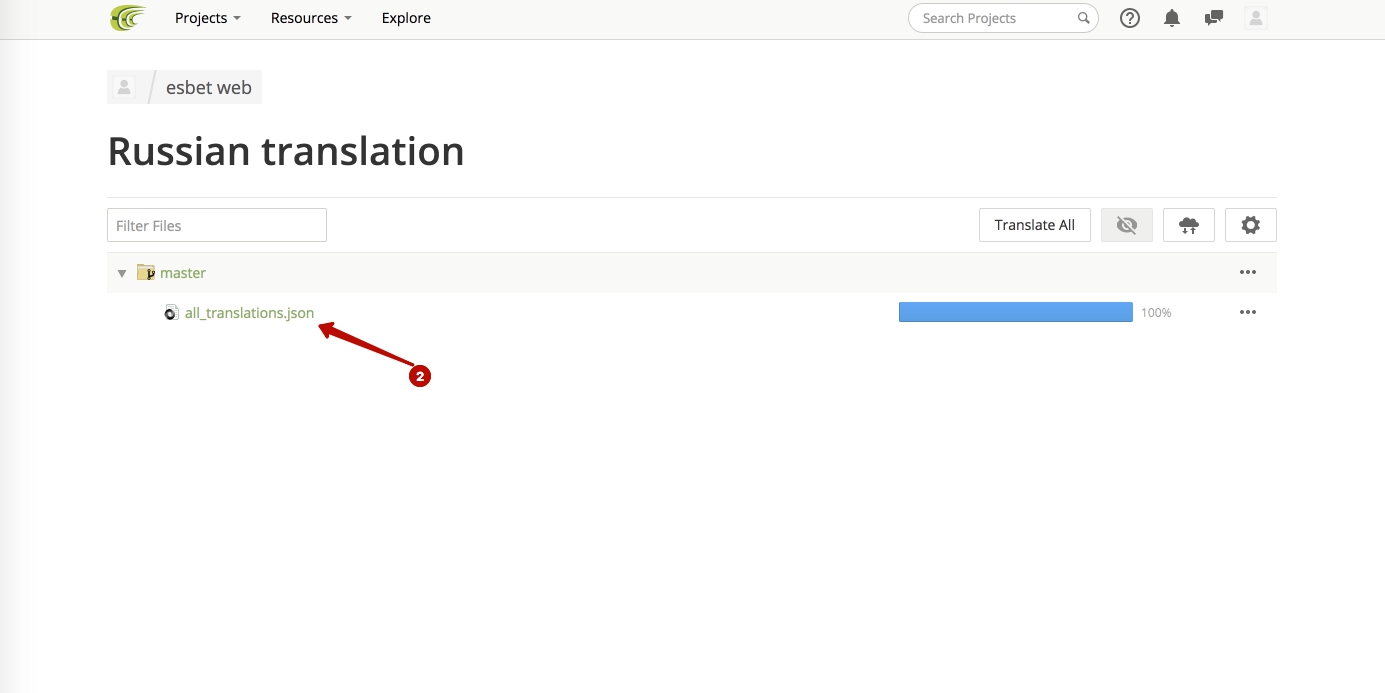 Projects Resources Explore Search Projects
esbet web
Russian translation
Filter Files Translate All
master
all_translations.json 100%
2